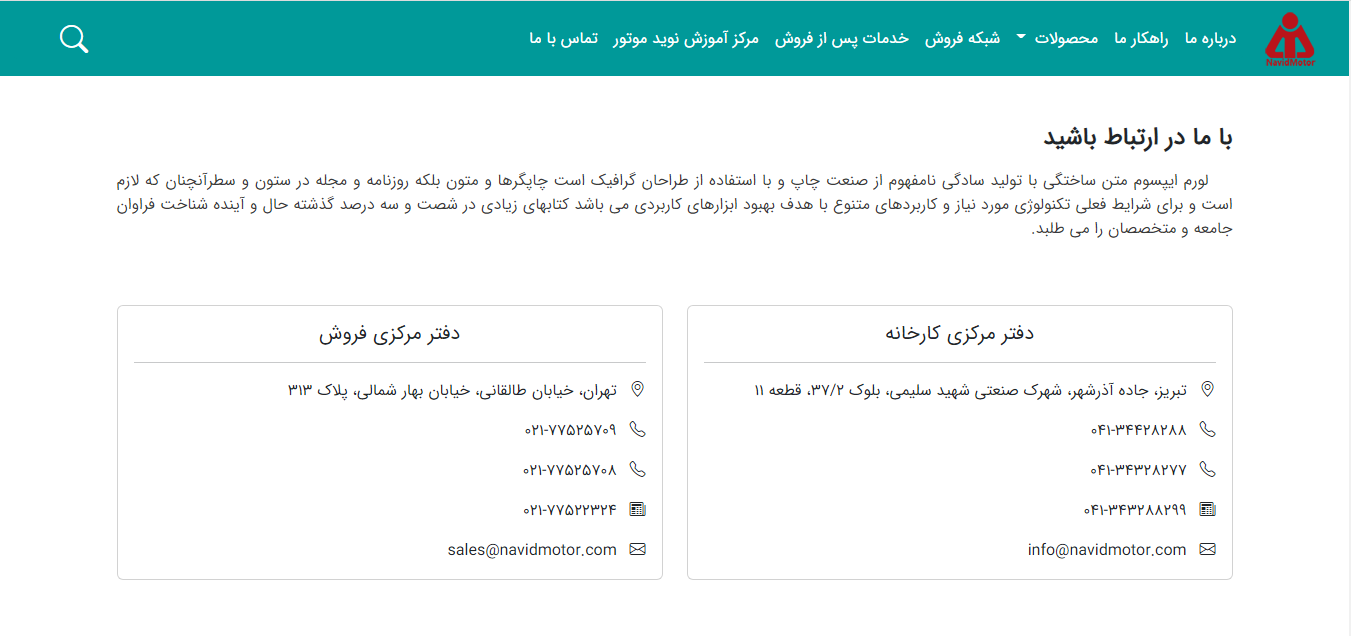 NavidMotor
درباره ما
راهکار ما
محصولات
شبکه فروش
خدمات پس از فروش
مرکز آموزش نوید موتور
تماس با ما
با ما در ارتباط باشید
لورم ایپسوم متن ساختگی با تولید سادگی نامفهوم از صنعت چاپ و با استفاده از طراحان گرافیک است چاپگرها و متون بلکه روزنامه و مجله در ستون و سطرآنچنان که لازم
است و برای شرایط فعلی تکنولوژی مورد نیاز و کاربردهای متنوع با هدف بهبود ابزارهای کاربردی می باشد کتابهای زیادی در شصت و سه درصد گذشته حال و آینده شناخت فراوان
جامعه و متخصصان را می طلبد.
دفتر مرکزی کارخانه
تبریز، جاده آذرشهر، شهرک صنعتی شهید سلیمی، بلوک ۳۷/۲، قطعه ۱۱
۰۴۱-۳۴۴۲۸۲۸۸
۰۴۱-۳۴۳۲۸۲۷۷
۰۴۱-۳۴۳۲۸۸۲۹۹
info@navidmotor.com
دفتر مرکزی فروش
تهران، خیابان طالقانی، خیابان بهار شمالی، پلاک ۳۱۳
۰۲۱-۷۷۵۲۵۷۰۹
۰۲۱-۷۷۵۲۵۷۰۸
۰۲۱-۷۷۵۲۲۳۲۴
sales@navidmotor.com